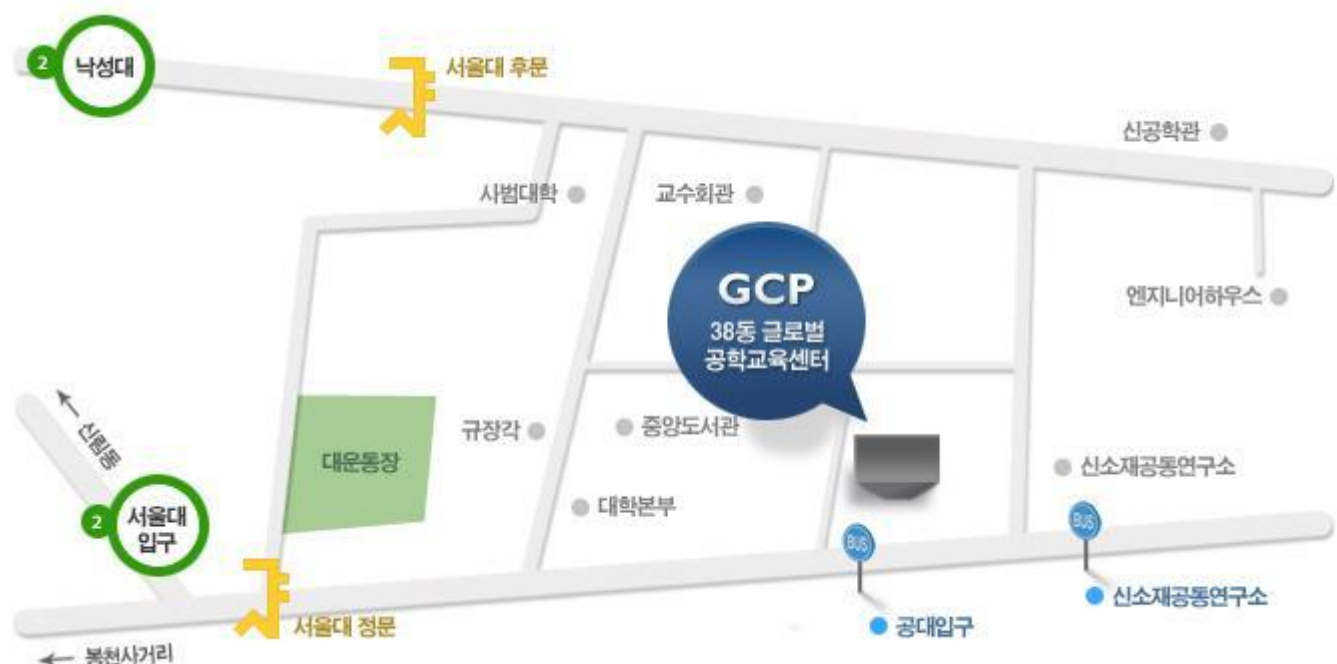 2 낙성대
서울대 후문
신공학관
사범대학
교수회관
GCP
38동 글로벌
공학교육센터
엔지니어하우스
신림동
대운동장
규장각
중앙도서관
신소재공동연구소
대학본부
2 서울대
입구
BUS
BUS
서울대 정문
공대입구
신소재공동연구소
← 봉천사거리